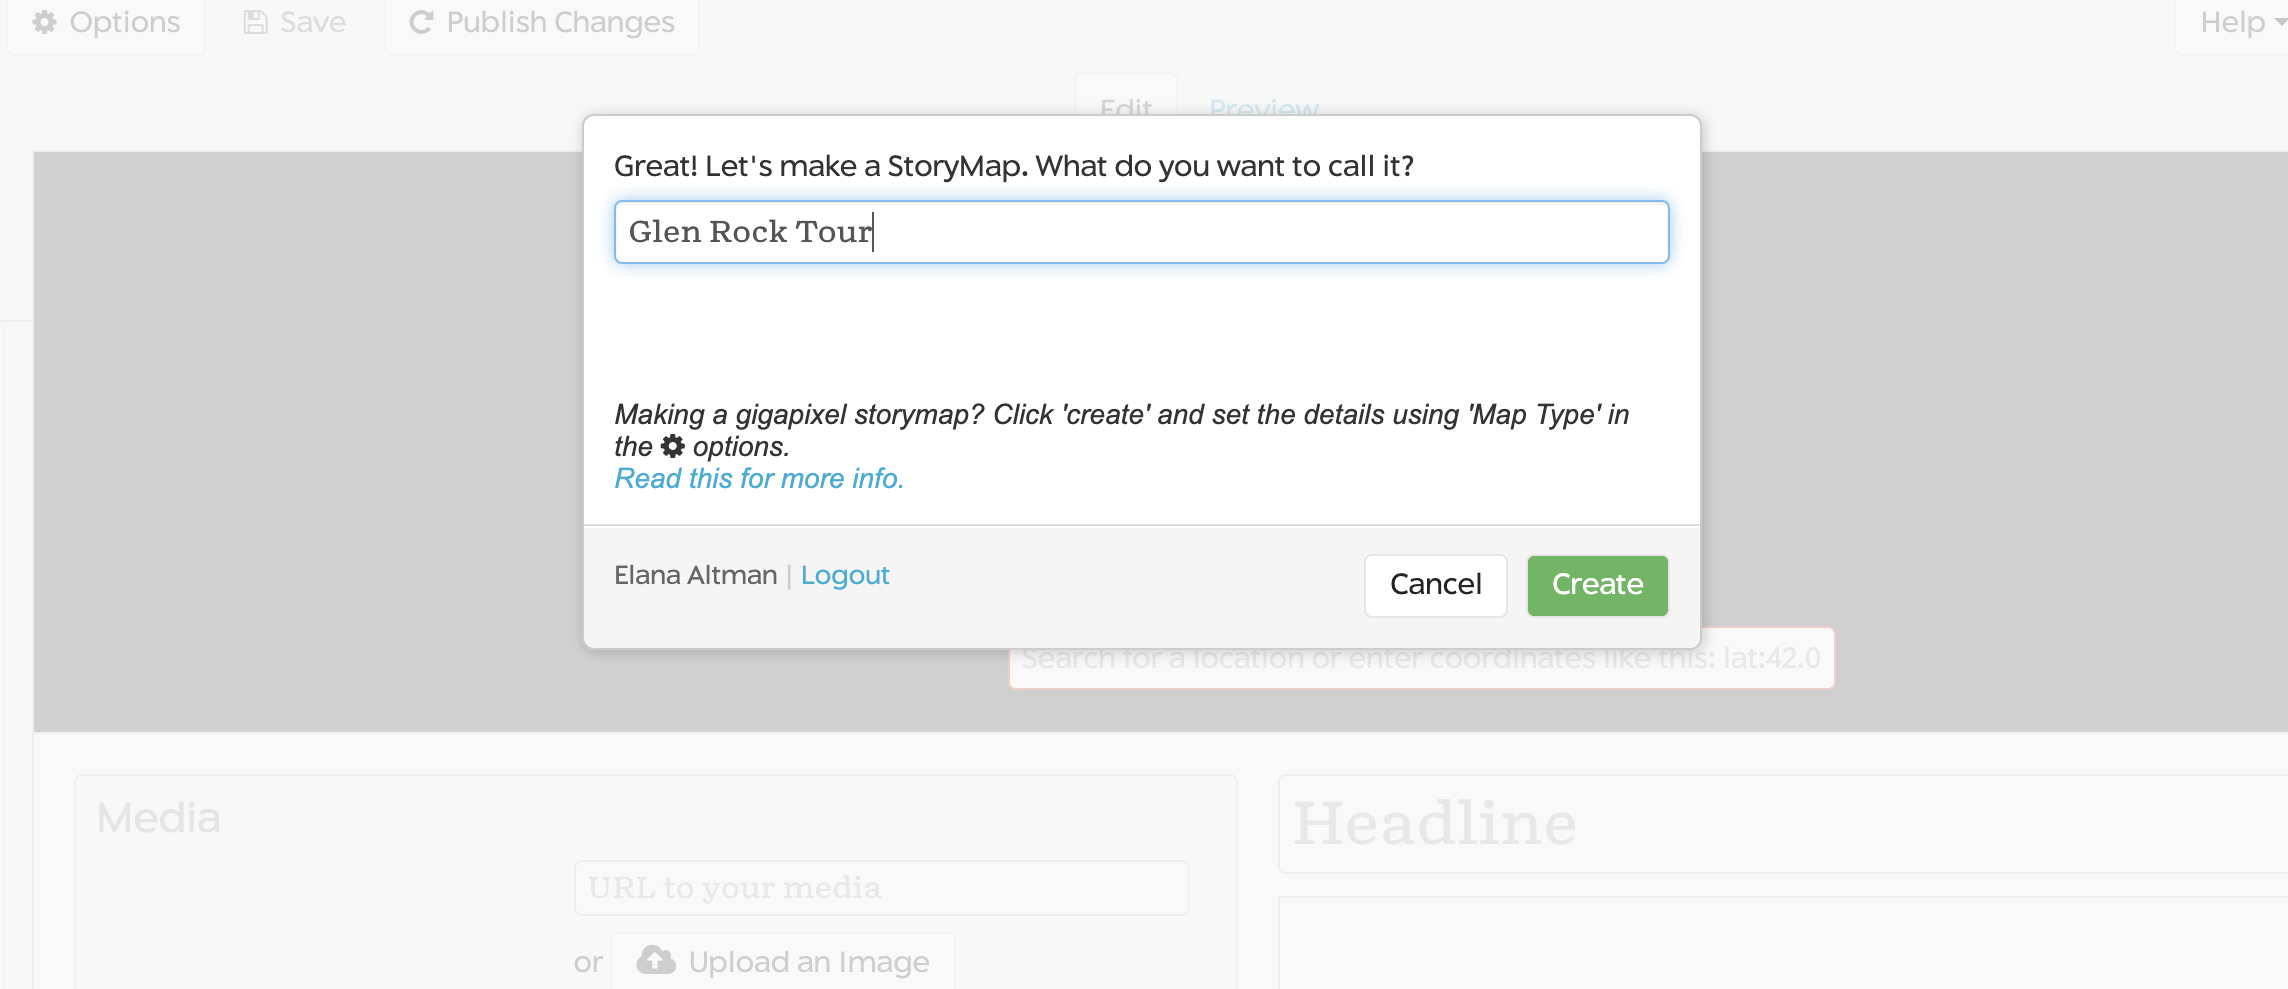 Options Save Publish Changes Help
Edit Preview
Great! Let's make a StoryMap. What do you want to call it?
Glen Rock Tour
Making a gigapixel storymap? Click 'create' and set the details using 'Map Type' in
the options.
Read this for more info.
Elana Altman | Logout
Cancel Create
Search for a location or enter coordinates like this: lat:42.0
Media
Headline
URL to your media
or Upload an Image